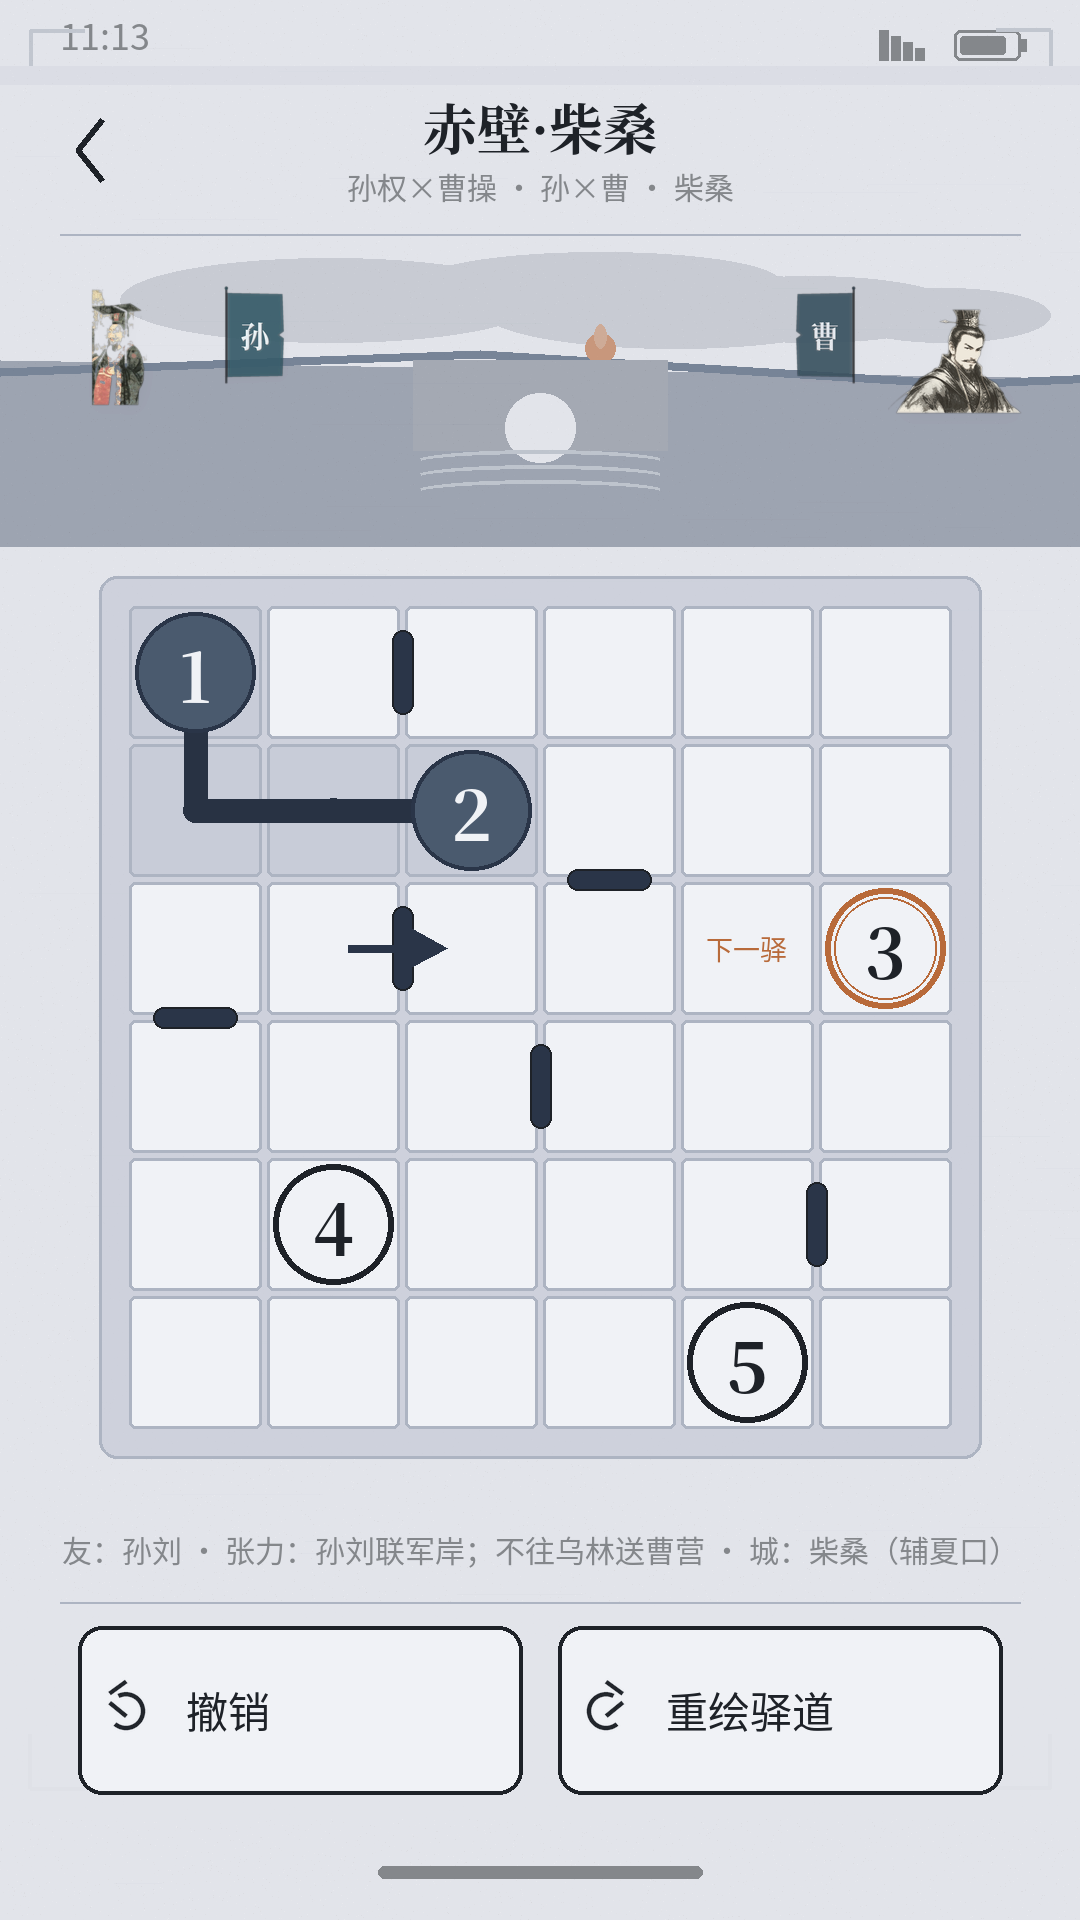 11:13
赤壁·柴桑
孙权×曹操 · 孙×曹 · 柴桑
孙
曹
1
2
下一驿
3
4
5
友：孙刘 · 张力：孙刘联军岸；不往乌林送曹营 · 城：柴桑（辅夏口）
撤销
重绘驿道